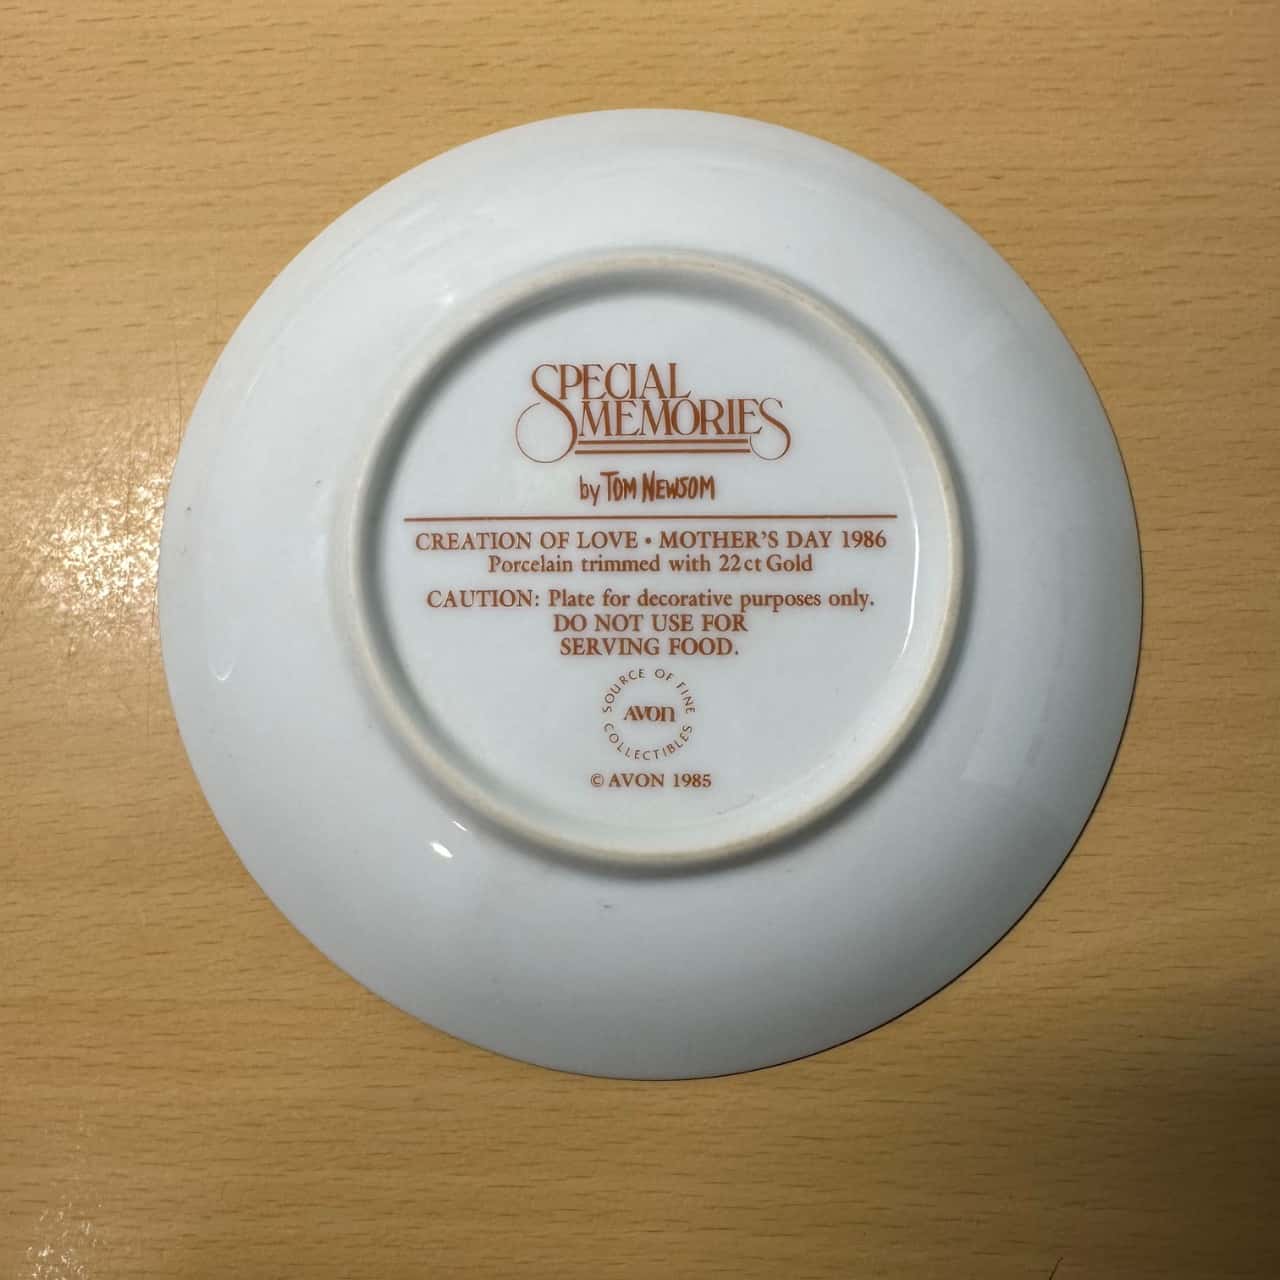 SPECIAL
MEMORIES
by TOM NEWSOM
CREATION OF LOVE • MOTHER'S DAY 1986
Porcelain trimmed with 22ct Gold
CAUTION: Plate for decorative purposes only.
DO NOT USE FOR
SERVING FOOD.
SOURCE OF FINE
AVON
COLLECTIBLES
© AVON 1985